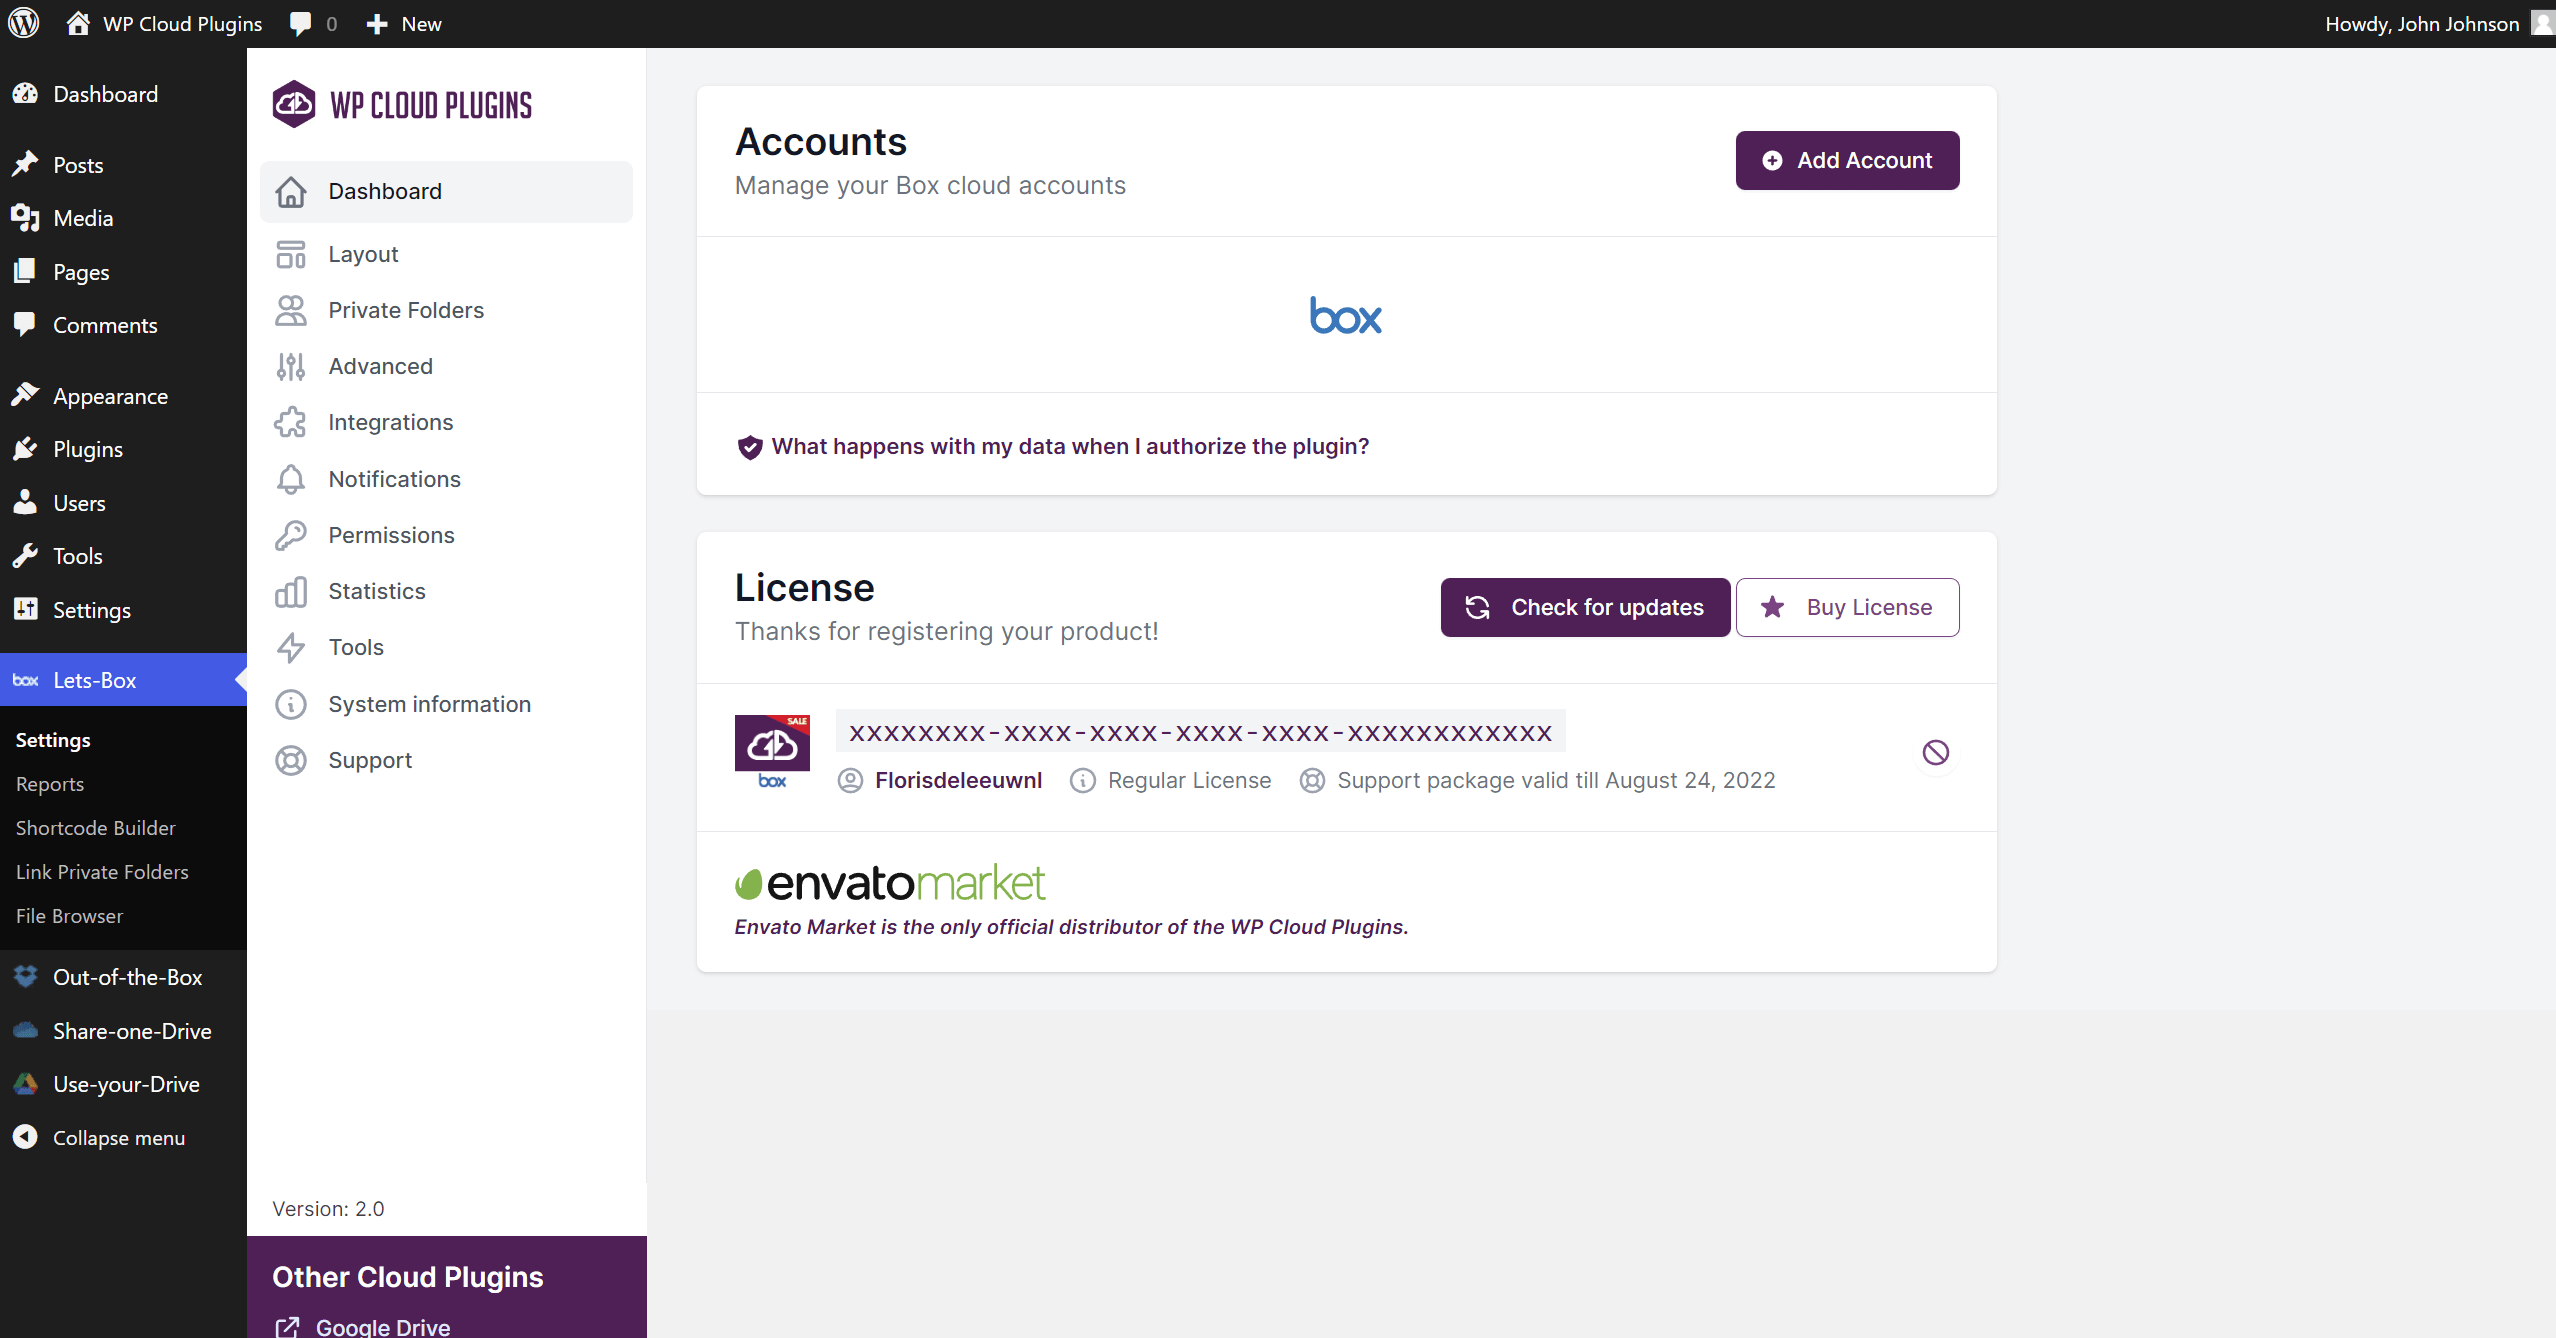 WP Cloud Plugins
0
New
Howdy, John Johnson
Dashboard
Posts
Media
Pages
Comments
Appearance
Plugins
Users
Tools
Settings
box
Lets-Box
Settings
Reports
Shortcode Builder
Link Private Folders
File Browser
Out-of-the-Box
Share-one-Drive
Use-your-Drive
Collapse menu
WP CLOUD PLUGINS
Dashboard
Layout
Private Folders
Advanced
Integrations
Notifications
Permissions
Statistics
Tools
System information
Support
Version: 2.0
Other Cloud Plugins
Google Drive
Accounts
Manage your Box cloud accounts
Add Account
box
What happens with my data when I authorize the plugin?
License
Thanks for registering your product!
Check for updates
Buy License
SALE
box
xxxxxxxx-xxxx-xxxx-xxxx-xxxx-xxxxxxxxxxxx
Florisdeleeuwnl
Regular License
Support package valid till August 24, 2022
envatomarket
Envato Market is the only official distributor of the WP Cloud Plugins.